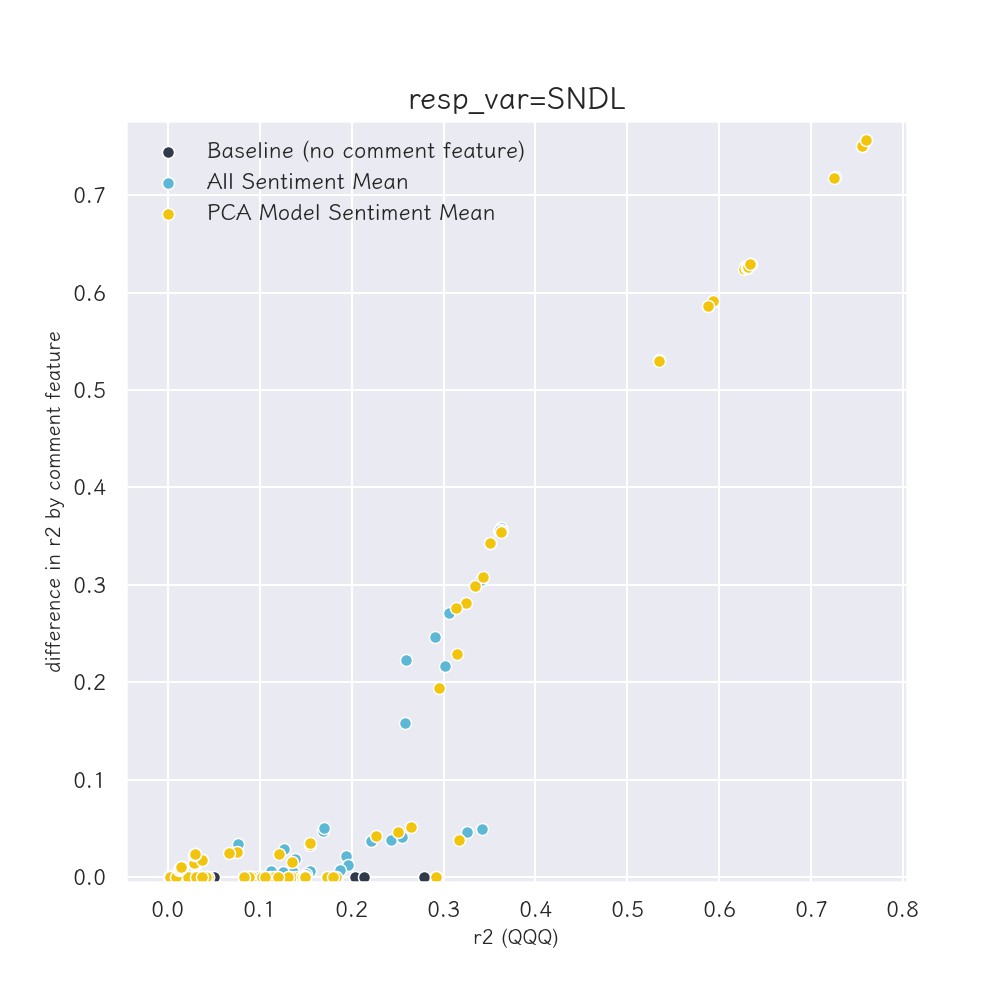 resp_var=SNDL
Baseline (no comment feature)
All Sentiment Mean
PCA Model Sentiment Mean
difference in r2 by comment feature
0.7
0.6
0.5
0.4
0.3
0.2
0.1
0.0
0.0 0.1 0.2 0.3 0.4 0.5 0.6 0.7 0.8
r2 (QQQ)